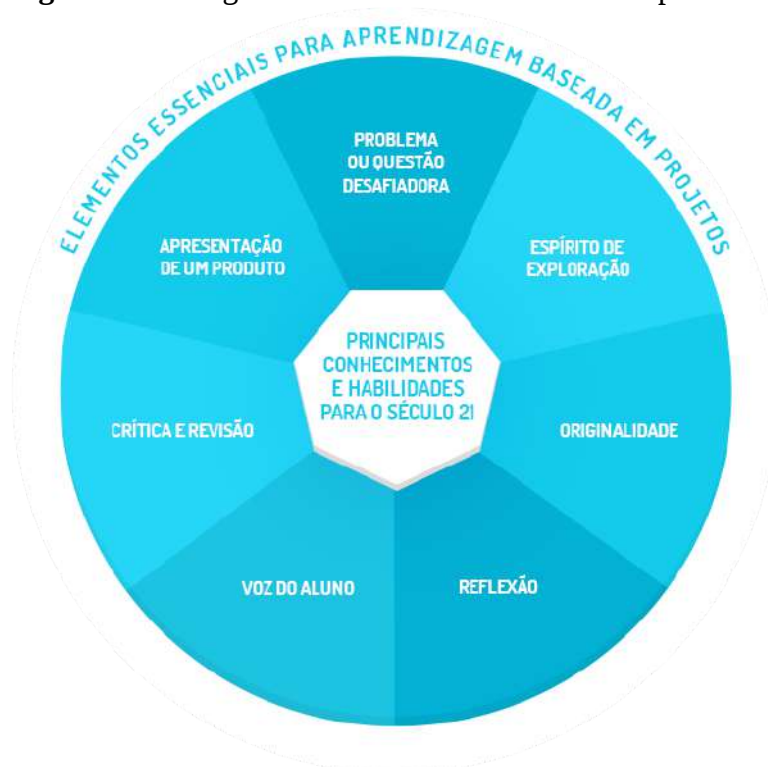 ELEMENTOS ESSENCIAIS PARA APRENDIZAGEM BASEADA EM PROJETOS
PROBLEMA
OU QUESTÃO
DESAFIADORA
ESPÍRITO DE
EXPLORAÇÃO
ORIGINALIDADE
REFLEXÃO
VOZ DO ALUNO
CRÍTICA E REVISÃO
APRESENTAÇÃO
DE UM PRODUTO
PRINCIPAIS
CONHECIMENTOS
E HABILIDADES
PARA O SÉCULO 21